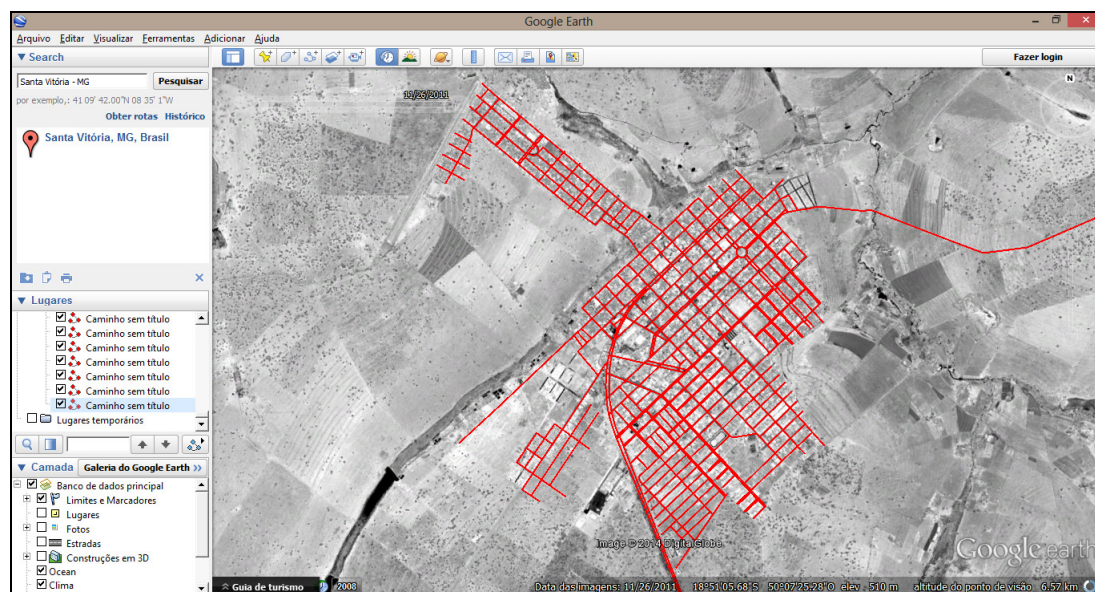 Google Earth
Arquivo Editar Visualizar Ferramentas Adicionar Ajuda
Search
Fazer login
Santa Vitória - MG
Pesquisar
por exemplo,: 41 09' 42.00"N 08 35' 1"W
Obter rotas Histórico
Santa Vitória, MG, Brasil
11/26/2011
N
Lugares
Caminho sem título
Caminho sem título
Caminho sem título
Caminho sem título
Caminho sem título
Caminho sem título
Caminho sem título
Lugares temporários
Camada
Galeria do Google Earth >>
Banco de dados principal
Limites e Marcadores
Lugares
Fotos
Estradas
Construções em 3D
Ocean
Clima
Image © 2014 DigitalGlobe
Google earth
Guia de turismo
2008
Data das imagens: 11/26/2011 18°51'05.68"S 50°07'25.28"O elev. 510 m altitude do ponto de visão 6.57 km